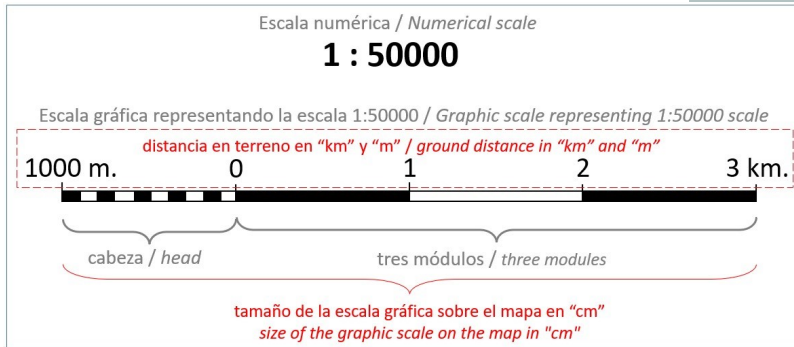 Escala numérica / Numerical scale
1 : 50000
Escala gráfica representando la escala 1:50000 / Graphic scale representing 1:50000 scale
distancia en terreno en “km” y “m” / ground distance in “km” and “m”
1000 m. 0 1 2 3 km.
cabeza / head tres módulos / three modules
tamaño de la escala gráfica sobre el mapa en “cm”
size of the graphic scale on the map in "cm"